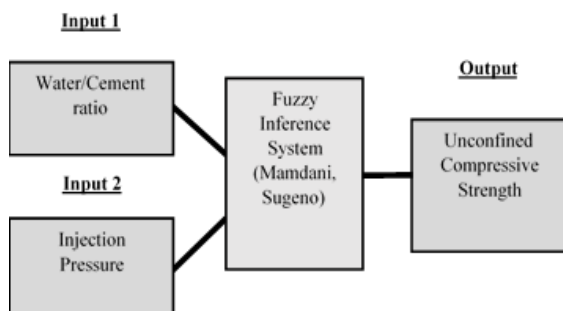 Input 1
Water/Cement
ratio
Input 2
Injection
Pressure
Fuzzy
Inference
System
(Mamdani,
Sugeno)
Output
Unconfined
Compressive
Strength